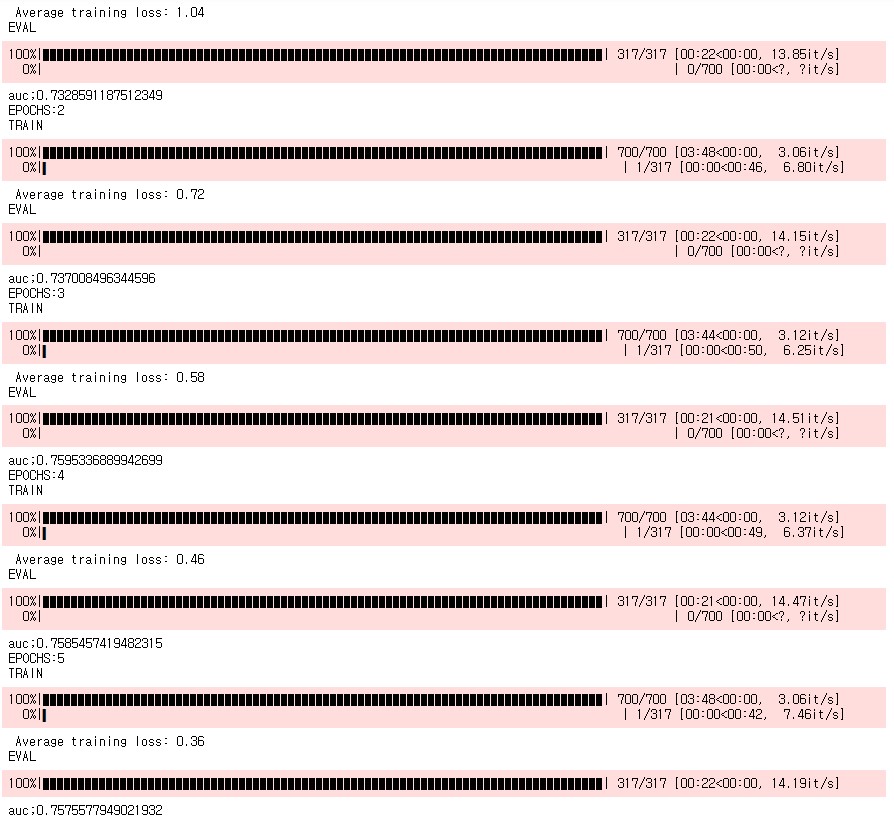 Average training loss: 1.04
EVAL
100%| | 317/317 [00:22<00:00, 13.85it/s]
0%| | 0/700 [00:00<?, ?it/s]
auc;0.7328591187512349
EPOCHS:2
TRAIN
100%| | 700/700 [03:48<00:00, 3.06it/s]
0%| | 1/317 [00:00<00:46, 6.80it/s]
Average training loss: 0.72
EVAL
100%| | 317/317 [00:22<00:00, 14.15it/s]
0%| | 0/700 [00:00<?, ?it/s]
auc;0.737008496344596
EPOCHS:3
TRAIN
100%| | 700/700 [03:44<00:00, 3.12it/s]
0%| | 1/317 [00:00<00:50, 6.25it/s]
Average training loss: 0.58
EVAL
100%| | 317/317 [00:21<00:00, 14.51it/s]
0%| | 0/700 [00:00<?, ?it/s]
auc;0.7595336889942699
EPOCHS:4
TRAIN
100%| | 700/700 [03:44<00:00, 3.12it/s]
0%| | 1/317 [00:00<00:49, 6.37it/s]
Average training loss: 0.46
EVAL
100%| | 317/317 [00:21<00:00, 14.47it/s]
0%| | 0/700 [00:00<?, ?it/s]
auc;0.7585457419482315
EPOCHS:5
TRAIN
100%| | 700/700 [03:48<00:00, 3.06it/s]
0%| | 1/317 [00:00<00:42, 7.46it/s]
Average training loss: 0.36
EVAL
100%| | 317/317 [00:22<00:00, 14.19it/s]
auc;0.7575577949021932